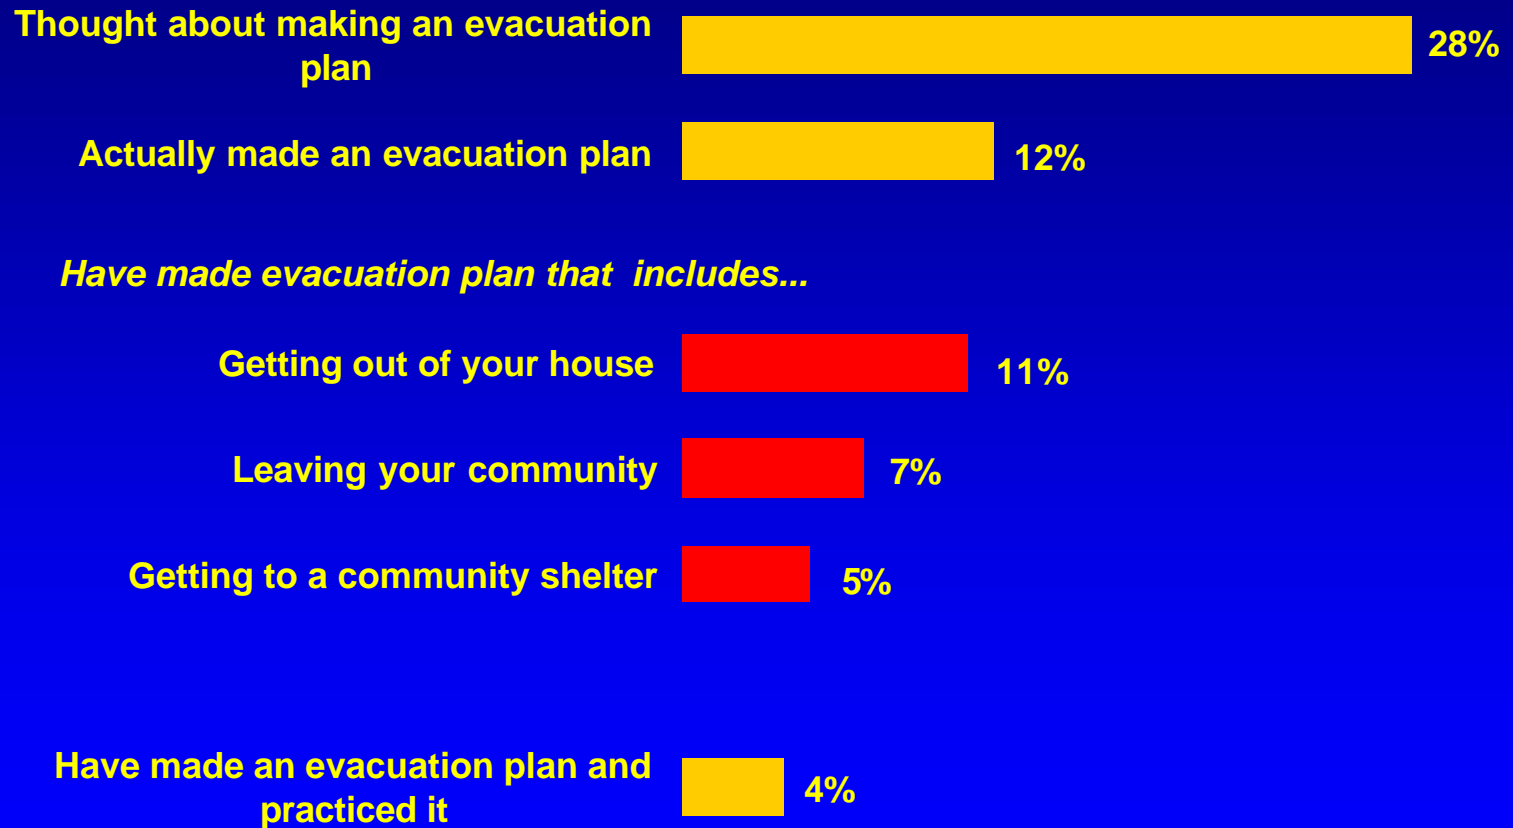 Thought about making an evacuation
plan
28%
Actually made an evacuation plan
12%
Have made evacuation plan that  includes...
Getting out of your house
11%
Leaving your community
7%
Getting to a community shelter
5%
Have made an evacuation plan and
practiced it
4%